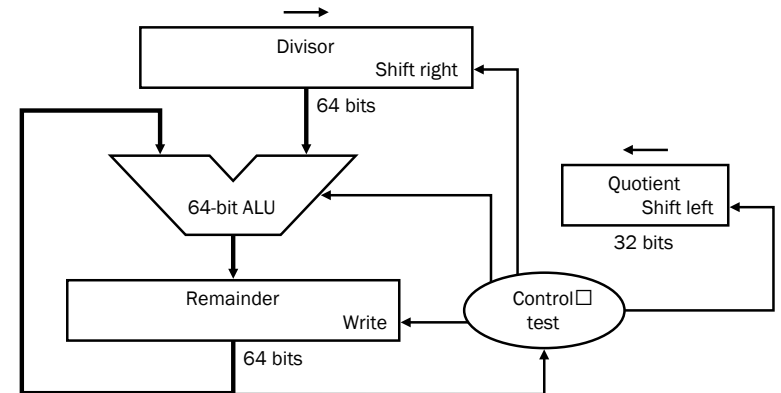 Divisor
Shift right
64 bits
64-bit ALU
Quotient
Shift left
32 bits
Remainder
Write
64 bits
Control□
test